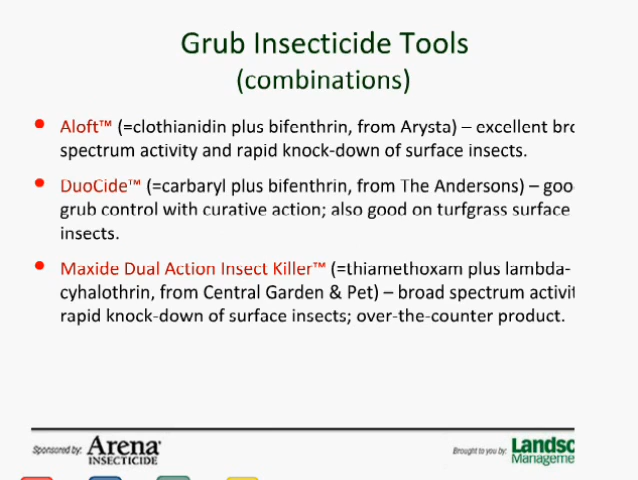 Grub Insecticide Tools
(combinations)
• Aloft™ (=clothianidin plus bifenthrin, from Arysta) – excellent bro
spectrum activity and rapid knock-down of surface insects.
• DuoCide™ (=carbaryl plus bifenthrin, from The Andersons) – goo
grub control with curative action; also good on turfgrass surface
insects.
• Maxide Dual Action Insect Killer™ (=thiamethoxam plus lambda-
cyhalothrin, from Central Garden & Pet) – broad spectrum activit
rapid knock-down of surface insects; over-the-counter product.
Sponsored by: Arena
INSECTICIDE
Brought to you by: Landsc
Manageme